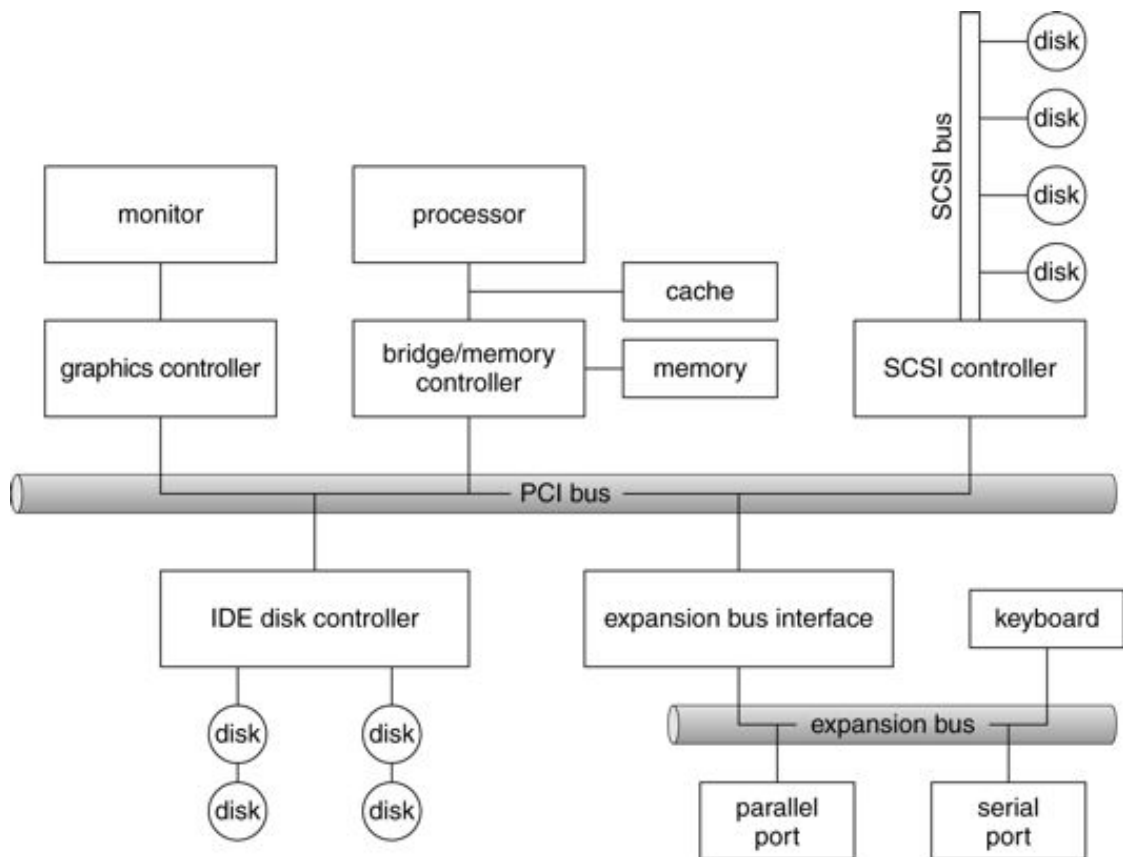 disk
disk
SCSI bus
disk
disk
monitor
processor
cache
graphics controller
bridge/memory
controller
memory
SCSI controller
PCI bus
IDE disk controller
expansion bus interface
keyboard
disk
disk
expansion bus
disk
disk
parallel
port
serial
port